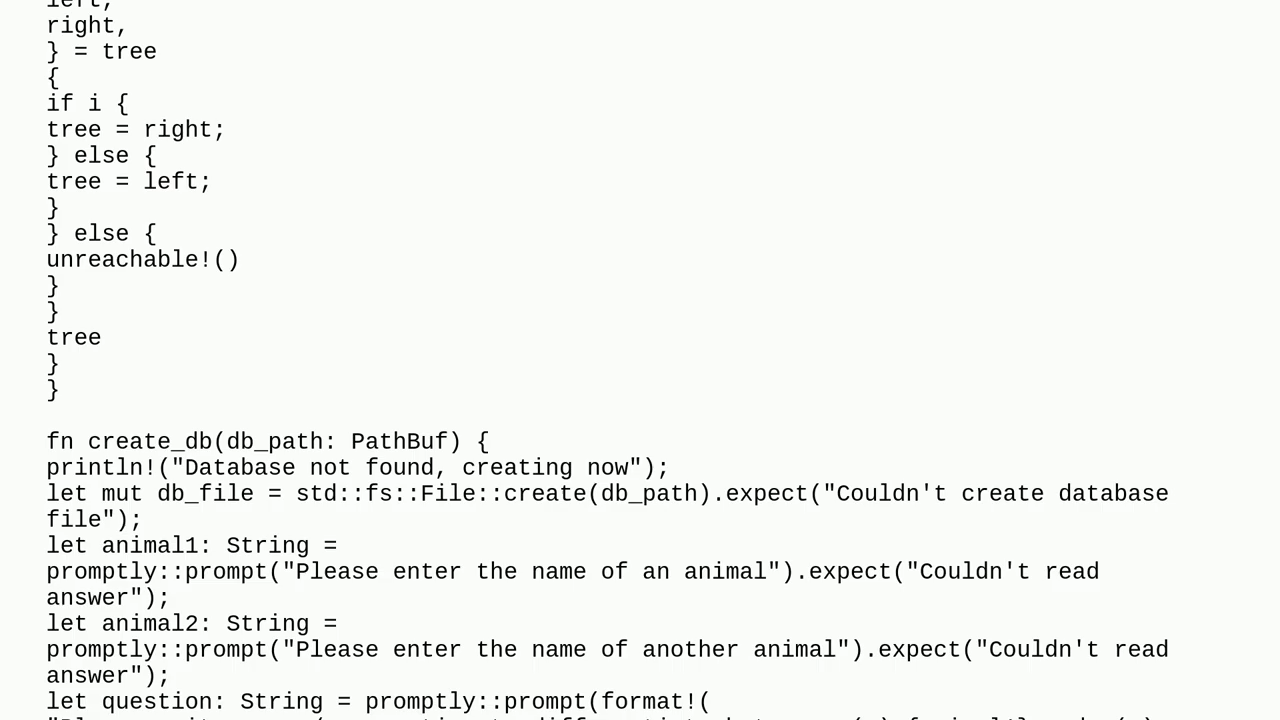 left,
right,
} = tree
{
if i {
tree = right;
} else {
tree = left;
}
} else {
unreachable!()
}
}
tree
}
}

fn create_db(db_path: PathBuf) {
println!("Database not found, creating now");
let mut db_file = std::fs::File::create(db_path).expect("Couldn't create database
file");
let animal1: String =
promptly::prompt("Please enter the name of an animal").expect("Couldn't read
answer");
let animal2: String =
promptly::prompt("Please enter the name of another animal").expect("Couldn't read
answer");
let question: String = promptly::prompt(format!(